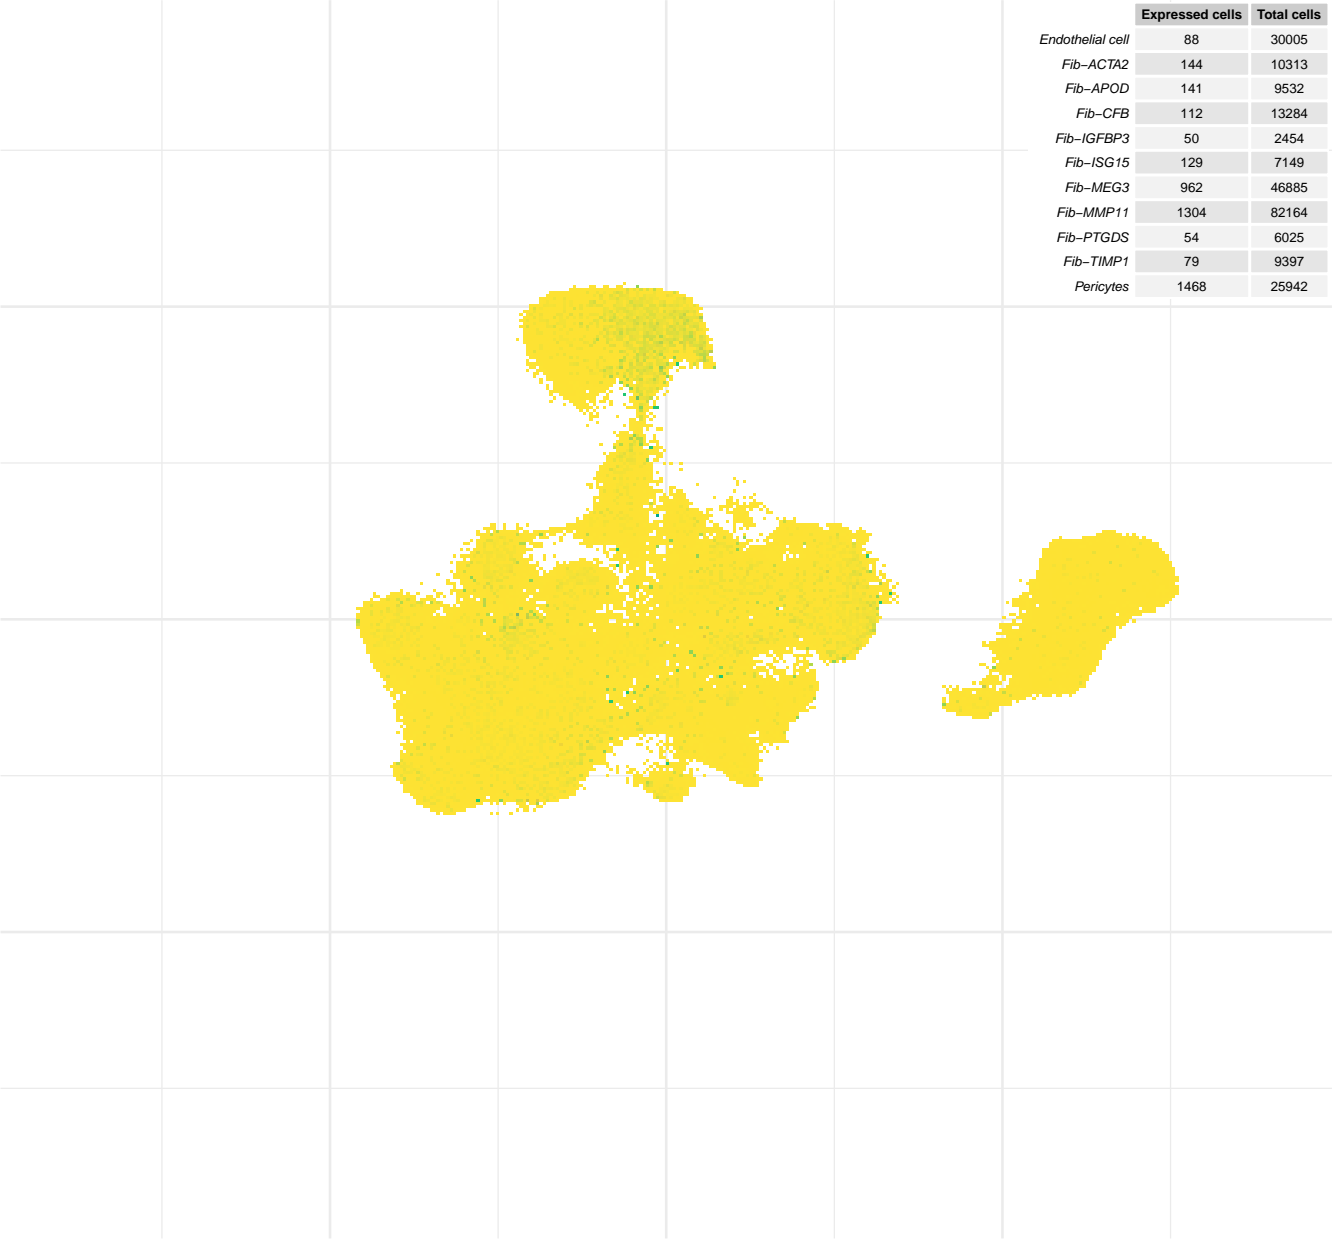 Expressed cells Total cells
Endothelial cell 88 30005
Fib−ACTA2 144 10313
Fib−APOD 141 9532
Fib−CFB 112 13284
Fib−IGFBP3 50 2454
Fib−ISG15 129 7149
Fib−MEG3 962 46885
Fib−MMP11 1304 82164
Fib−PTGDS 54 6025
Fib−TIMP1 79 9397
Pericytes 1468 25942